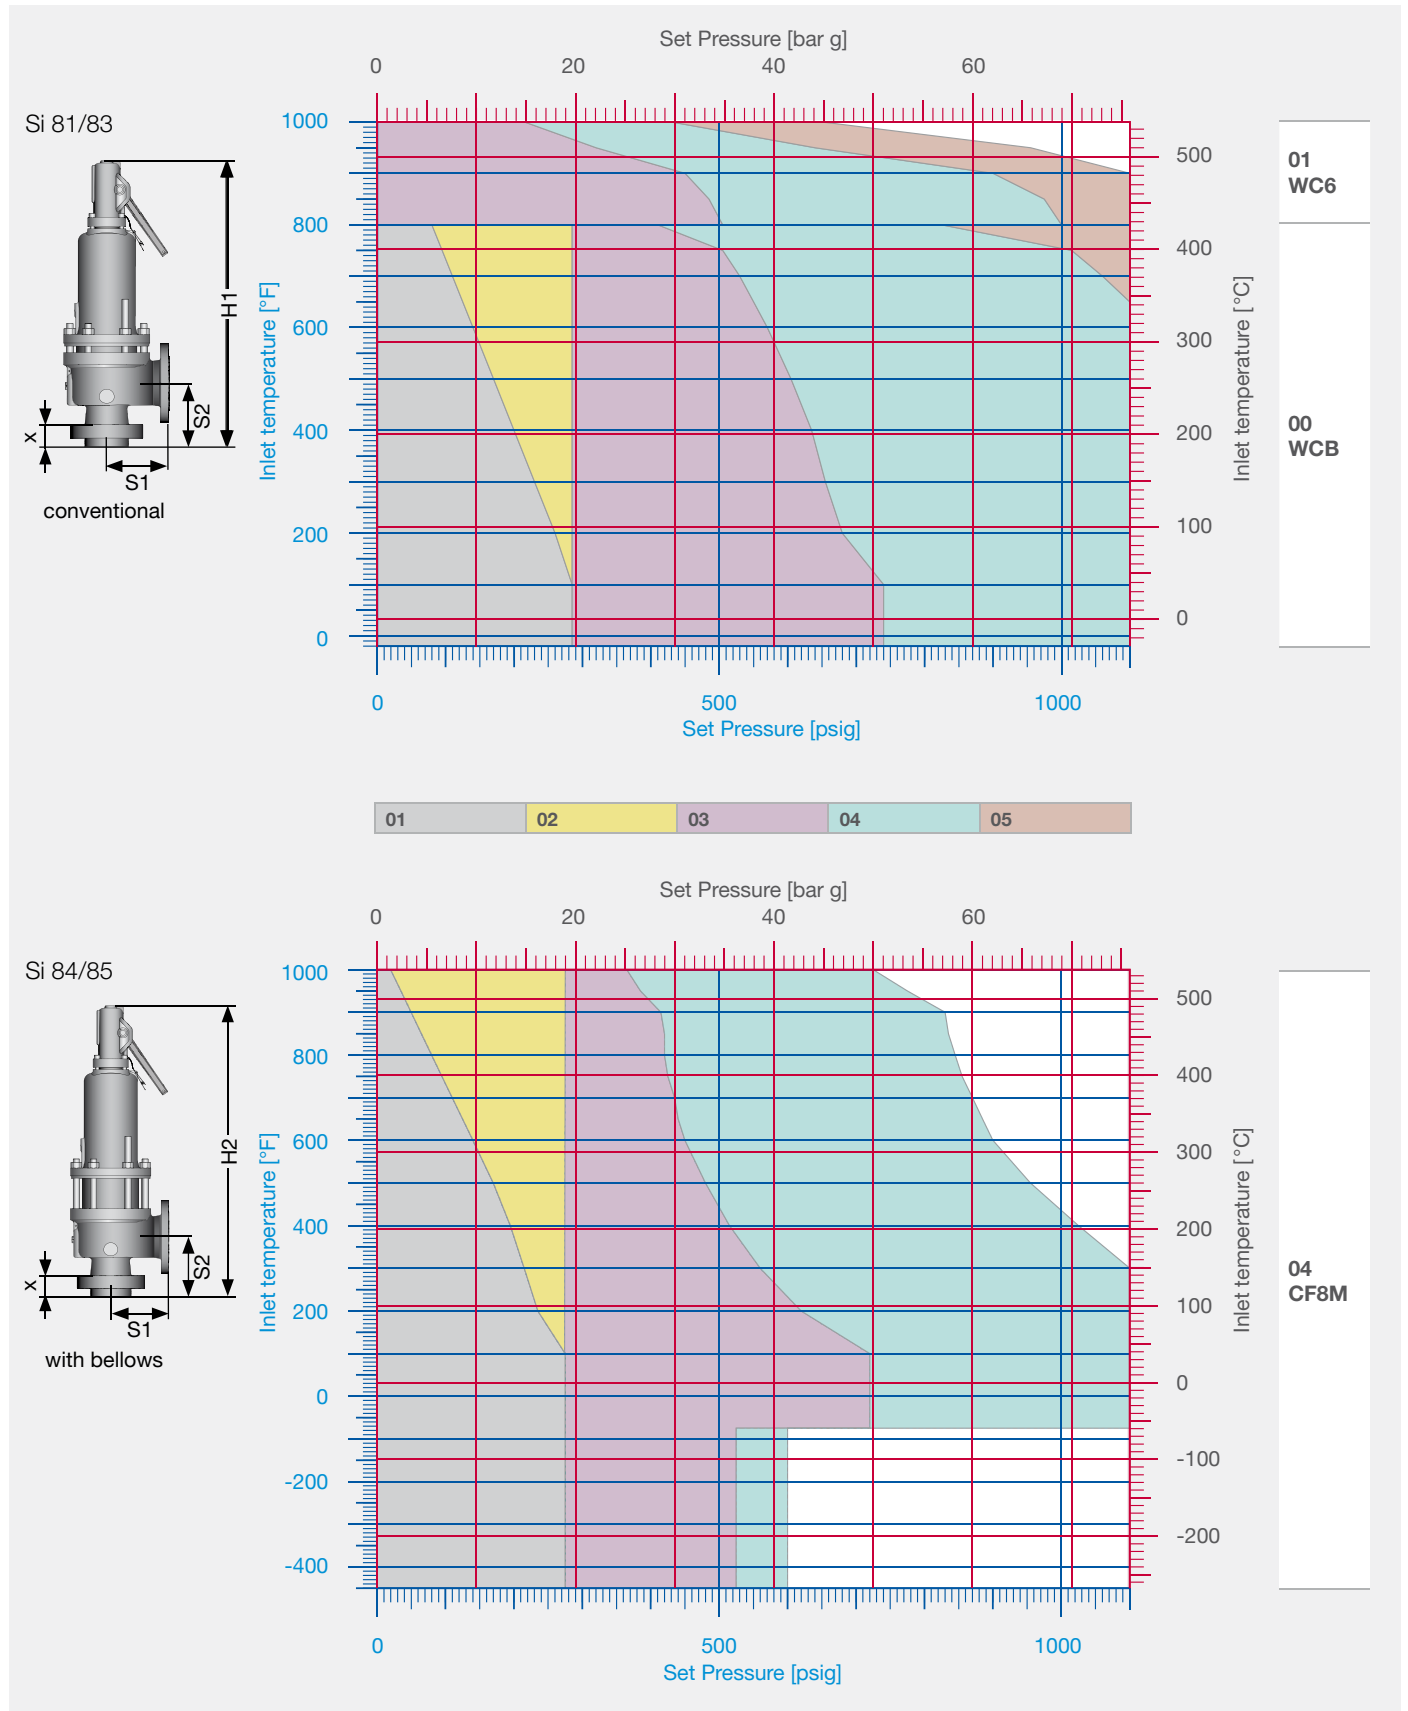 Set Pressure [bar g]
0 20 40 60
Si 81/83
H1
S2
x
S1
conventional
Inlet temperature [°F]
1000
800
600
400
200
0
500
400
300
200
100
0
Inlet temperature [°C]
01
WC6
00
WCB
0 500 1000
Set Pressure [psig]
01 02 03 04 05
Set Pressure [bar g]
0 20 40 60
Si 84/85
H2
S2
x
S1
with bellows
Inlet temperature [°F]
1000
800
600
400
200
0
-200
-400
500
400
300
200
100
0
-100
-200
Inlet temperature [°C]
04
CF8M
0 500 1000
Set Pressure [psig]